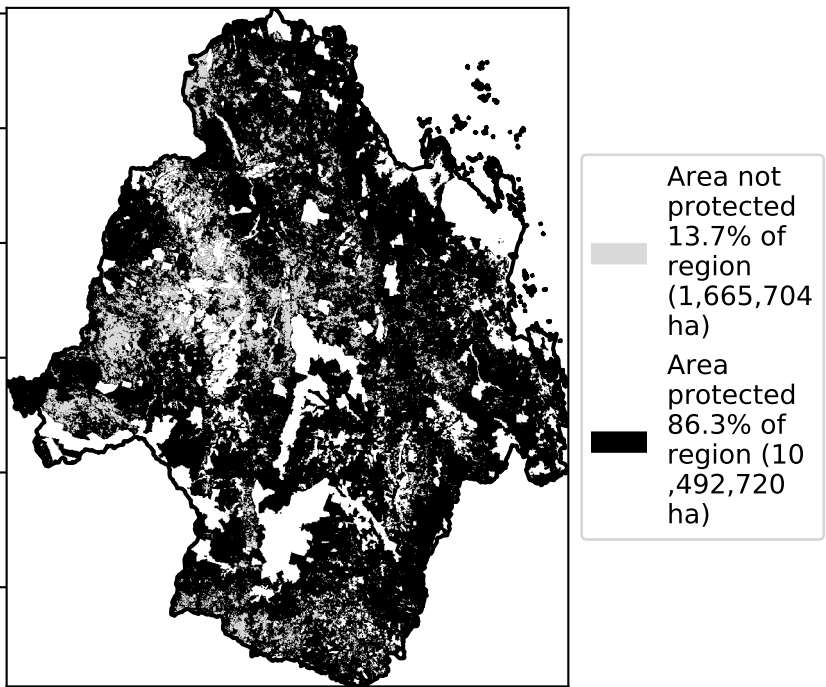 Area not
protected
13.7% of
region
(1,665,704
ha)
Area
protected
86.3% of
region (10
,492,720
ha)